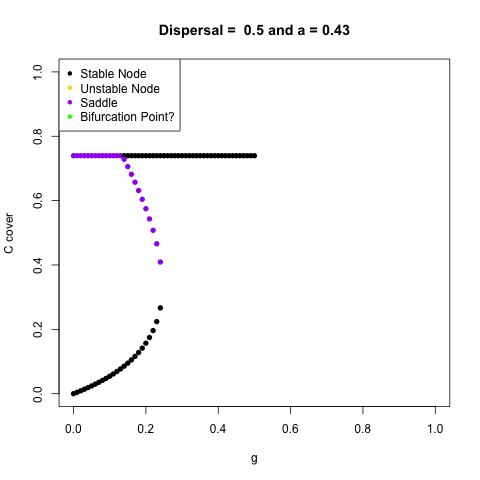 Dispersal =  0.5 and a = 0.43
Stable Node
Unstable Node
Saddle
Bifurcation Point?
C cover
1.0
0.8
0.6
0.4
0.2
0.0
0.0 0.2 0.4 0.6 0.8 1.0
g